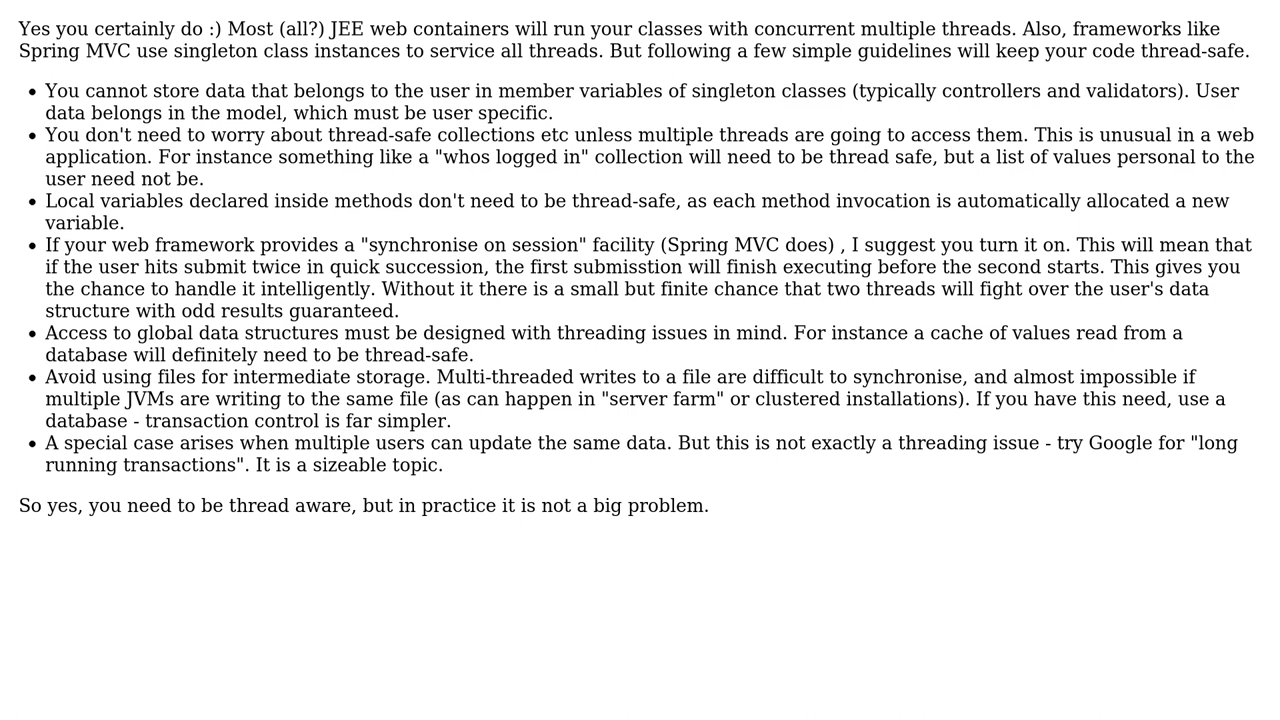 Yes you certainly do :) Most (all?) JEE web containers will run your classes with concurrent multiple threads. Also, frameworks like
Spring MVC use singleton class instances to service all threads. But following a few simple guidelines will keep your code thread-safe.
• You cannot store data that belongs to the user in member variables of singleton classes (typically controllers and validators). User
data belongs in the model, which must be user specific.
• You don't need to worry about thread-safe collections etc unless multiple threads are going to access them. This is unusual in a web
application. For instance something like a "whos logged in" collection will need to be thread safe, but a list of values personal to the
user need not be.
• Local variables declared inside methods don't need to be thread-safe, as each method invocation is automatically allocated a new
variable.
• If your web framework provides a "synchronise on session" facility (Spring MVC does) , I suggest you turn it on. This will mean that
if the user hits submit twice in quick succession, the first submisstion will finish executing before the second starts. This gives you
the chance to handle it intelligently. Without it there is a small but finite chance that two threads will fight over the user's data
structure with odd results guaranteed.
• Access to global data structures must be designed with threading issues in mind. For instance a cache of values read from a
database will definitely need to be thread-safe.
• Avoid using files for intermediate storage. Multi-threaded writes to a file are difficult to synchronise, and almost impossible if
multiple JVMs are writing to the same file (as can happen in "server farm" or clustered installations). If you have this need, use a
database - transaction control is far simpler.
• A special case arises when multiple users can update the same data. But this is not exactly a threading issue - try Google for "long
running transactions". It is a sizeable topic.
So yes, you need to be thread aware, but in practice it is not a big problem.